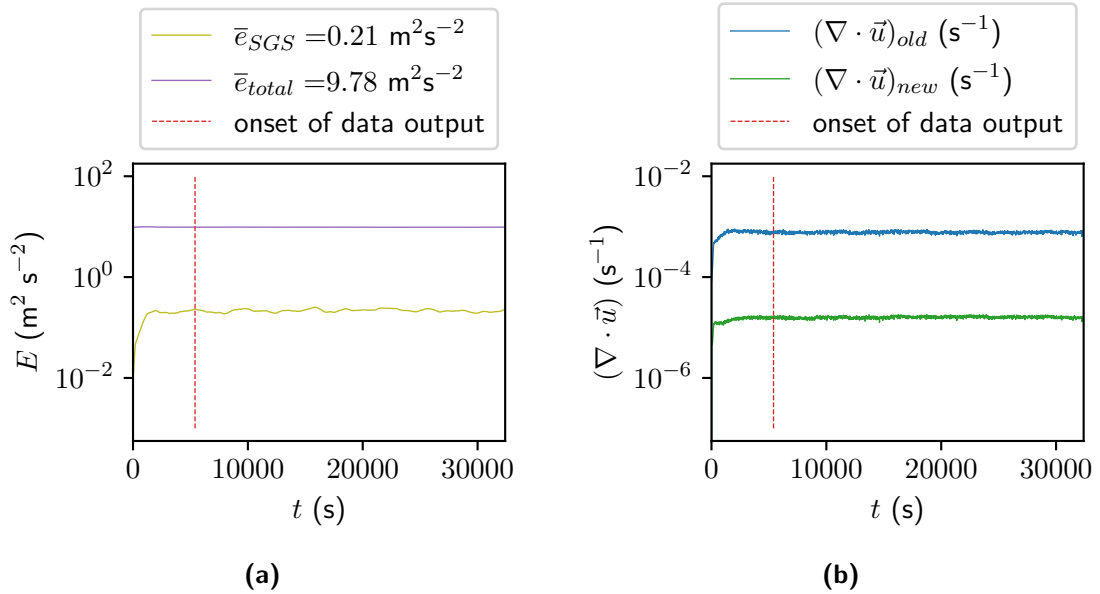 e̅_SGS =0.21 m²s⁻²
e̅_total =9.78 m²s⁻²
onset of data output
10²
10⁰
10⁻²
E (m² s⁻²)
0 10000 20000 30000
t (s)
(a)
(∇ · u⃗)_old (s⁻¹)
(∇ · u⃗)_new (s⁻¹)
onset of data output
10⁻²
10⁻⁴
10⁻⁶
(∇ · u⃗) (s⁻¹)
0 10000 20000 30000
t (s)
(b)